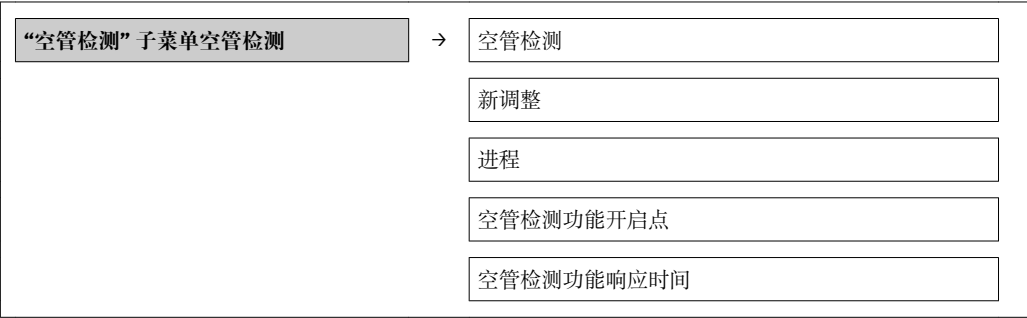 “空管检测” 子菜单空管检测 → 空管检测
新调整
进程
空管检测功能开启点
空管检测功能响应时间